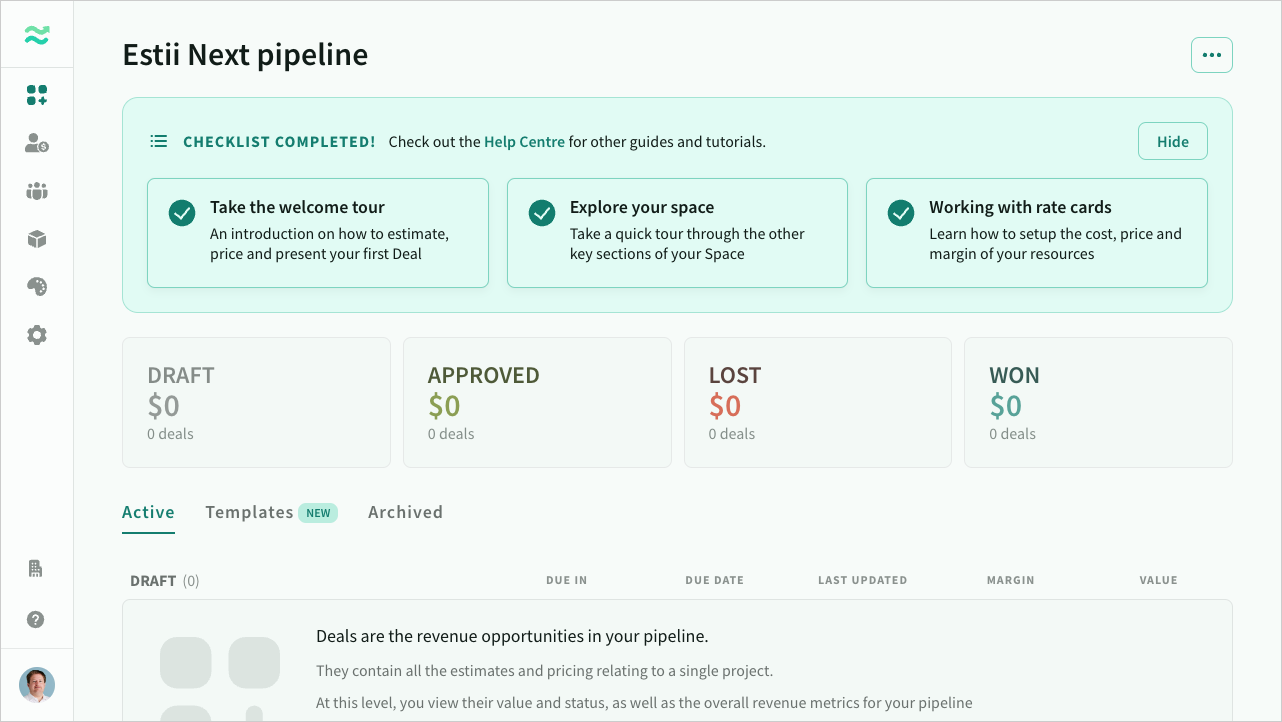 Estii Next pipeline
CHECKLIST COMPLETED! Check out the Help Centre for other guides and tutorials.
Hide
Take the welcome tour
An introduction on how to estimate,
price and present your first Deal
Explore your space
Take a quick tour through the other
key sections of your Space
Working with rate cards
Learn how to setup the cost, price and
margin of your resources
DRAFT
$0
0 deals
APPROVED
$0
0 deals
LOST
$0
0 deals
WON
$0
0 deals
Active Templates NEW Archived
DRAFT (0) DUE IN DUE DATE LAST UPDATED MARGIN VALUE
Deals are the revenue opportunities in your pipeline.
They contain all the estimates and pricing relating to a single project.
At this level, you view their value and status, as well as the overall revenue metrics for your pipeline